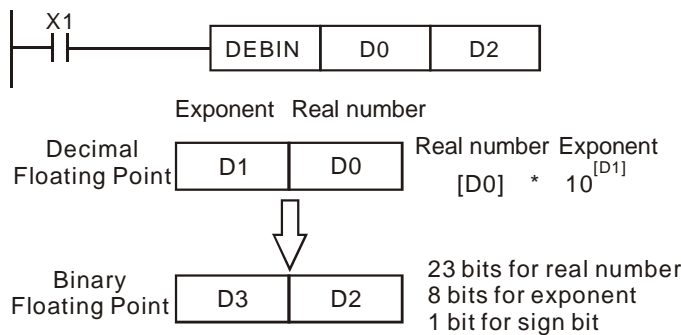 X1
DEBIN D0 D2
Exponent Real number
Decimal
Floating Point
D1 D0
Real number Exponent
[D0] * 10[D1]
Binary
Floating Point
D3 D2
23 bits for real number
8 bits for exponent
1 bit for sign bit